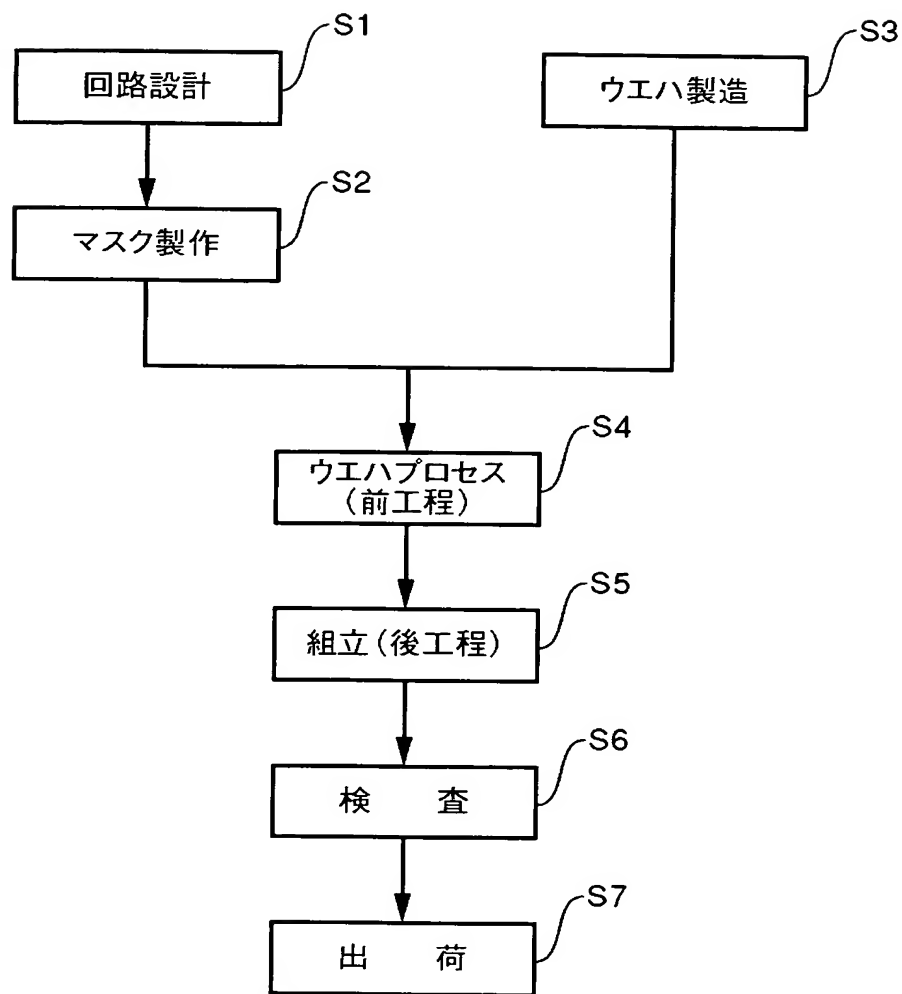 S1
回路設計
S3
ウエハ製造
S2
マスク製作
S4
ウエハプロセス
(前工程)
S5
組立(後工程)
S6
検 査
S7
出 荷